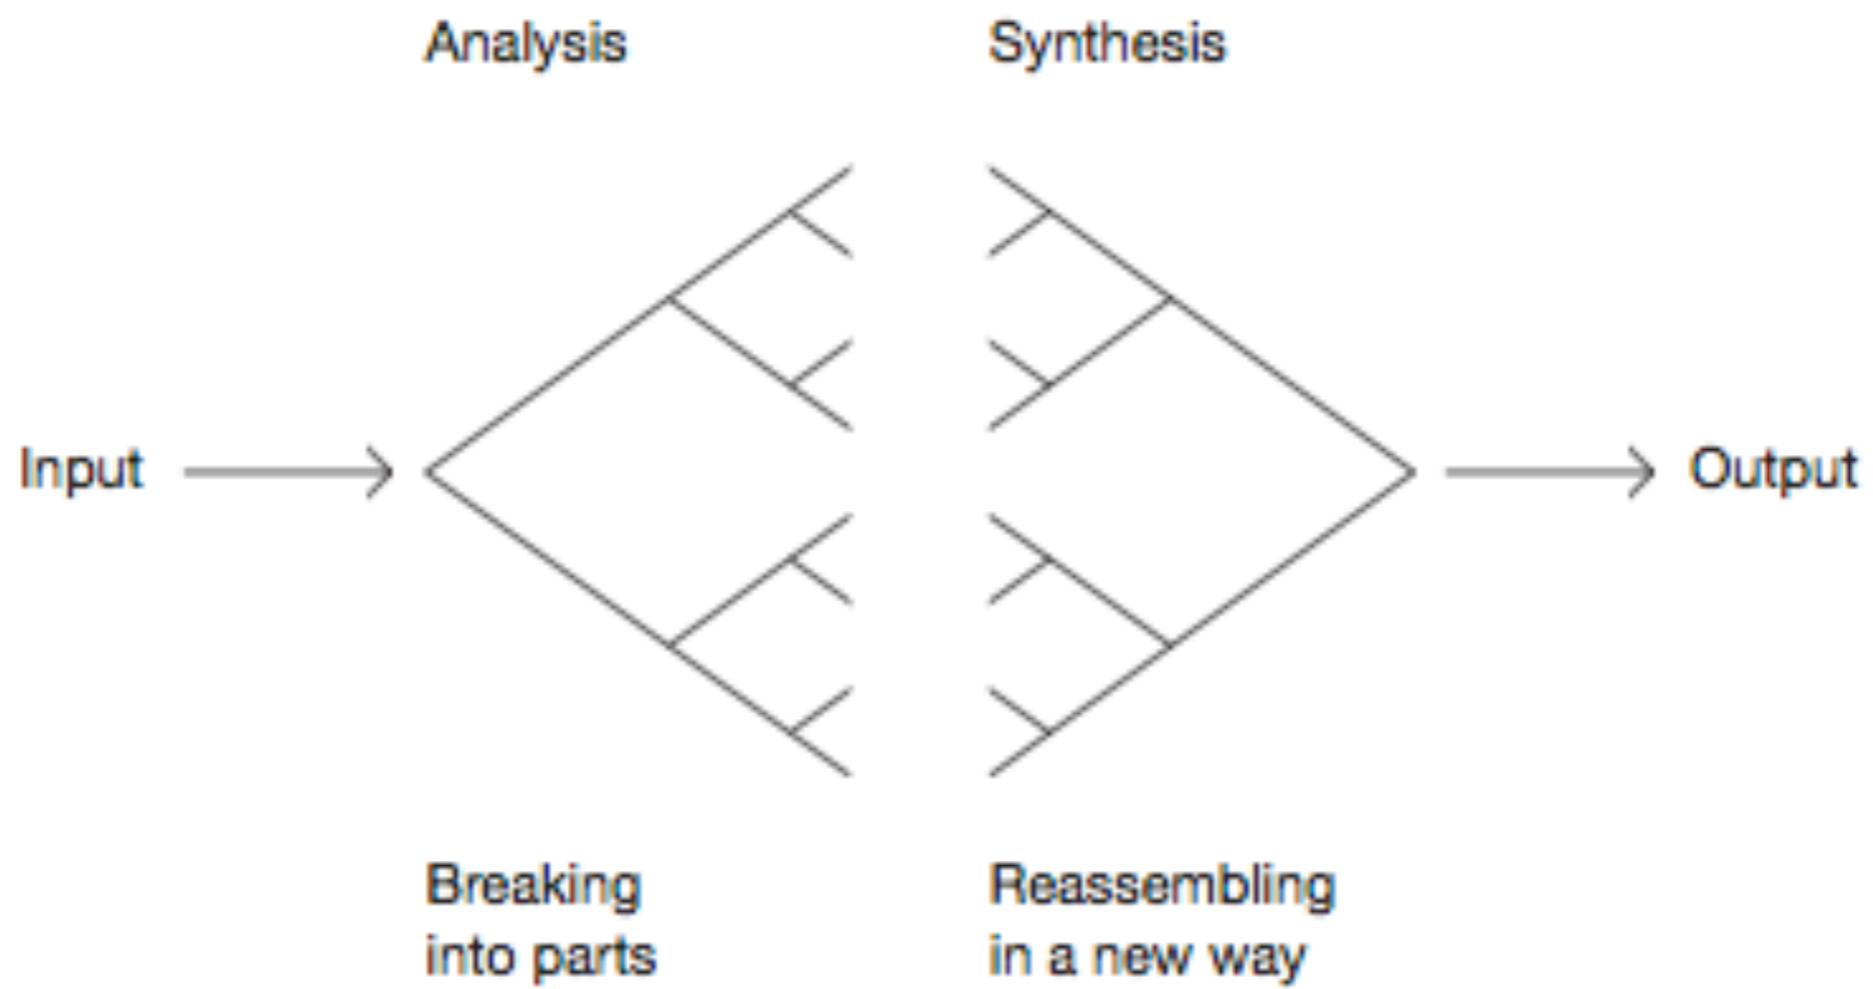 Analysis
Synthesis
Input
Output
Breaking
into parts
Reassembling
in a new way